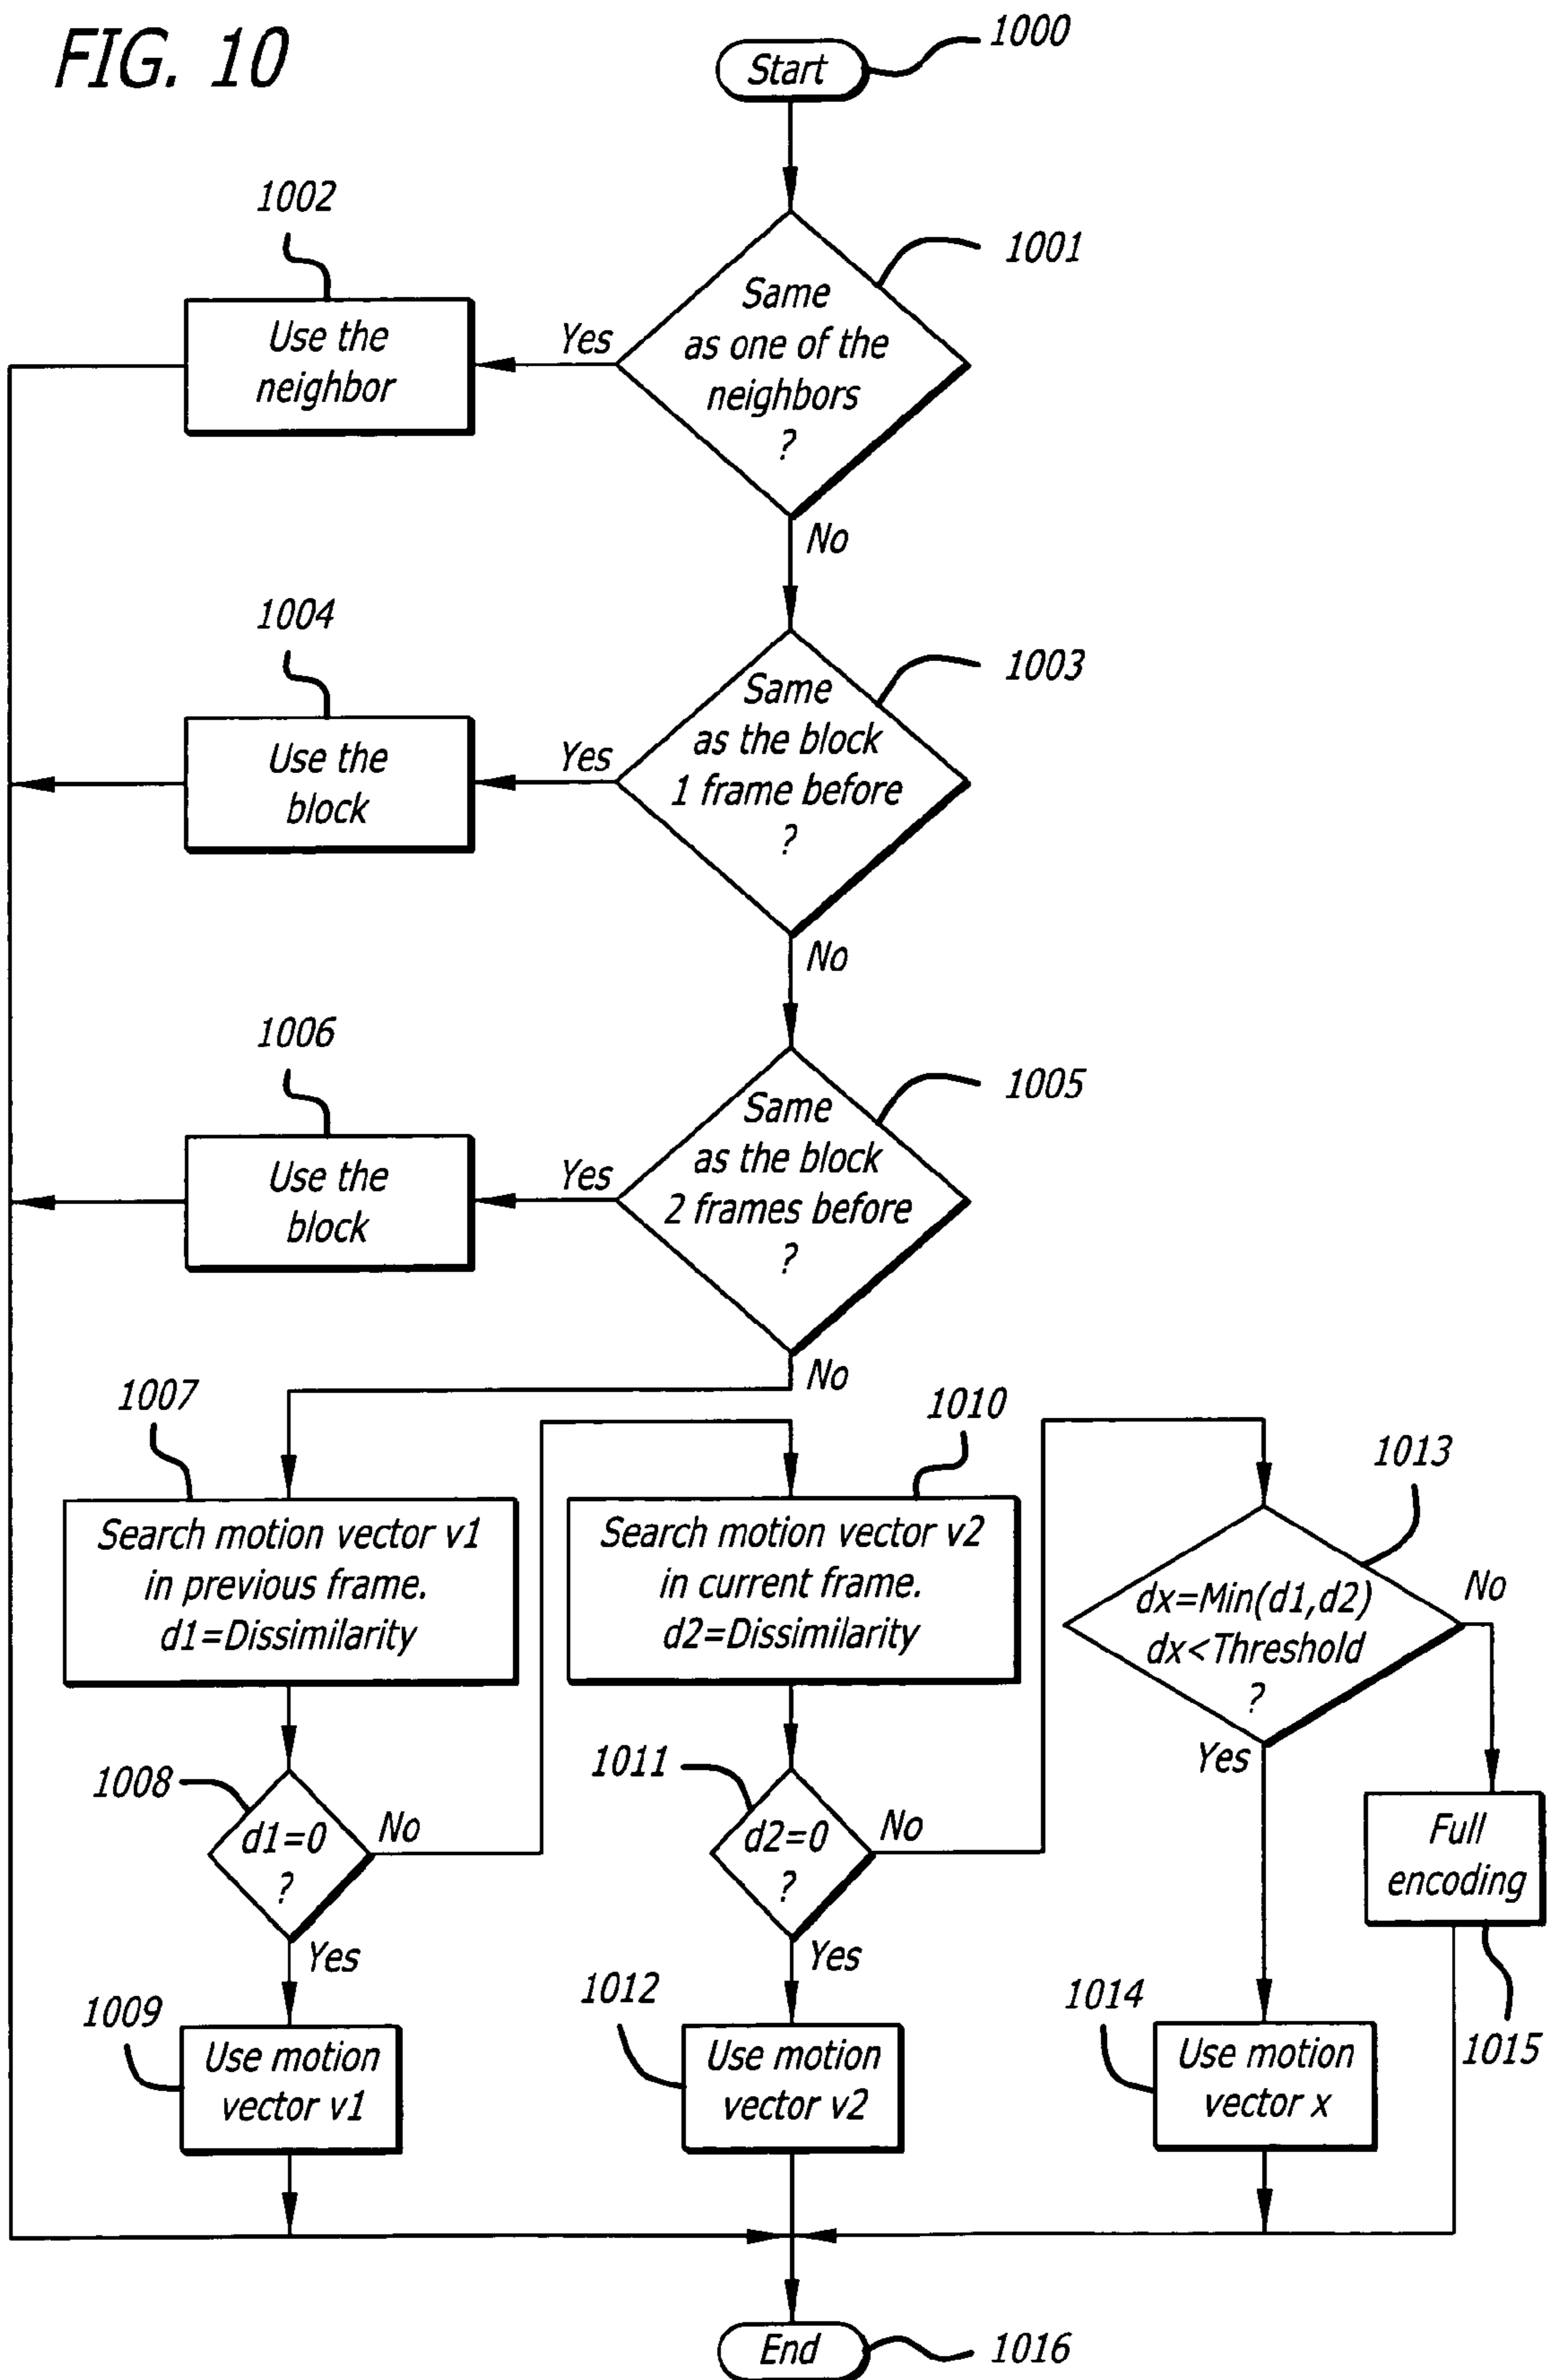 FIG. 10
Start
1000
1001
Same
as one of the
neighbors
?
Yes
1002
Use the
neighbor
No
1003
Same
as the block
1 frame before
?
Yes
1004
Use the
block
No
1005
Same
as the block
2 frames before
?
Yes
1006
Use the
block
No
1007
Search motion vector v1
in previous frame.
d1=Dissimilarity
1008
d1=0
?
No
Yes
1009
Use motion
vector v1
1010
Search motion vector v2
in current frame.
d2=Dissimilarity
1011
d2=0
?
No
Yes
1012
Use motion
vector v2
1013
dx=Min(d1,d2)
dx<Threshold
?
No
Yes
Full
encoding
1015
1014
Use motion
vector x
End
1016